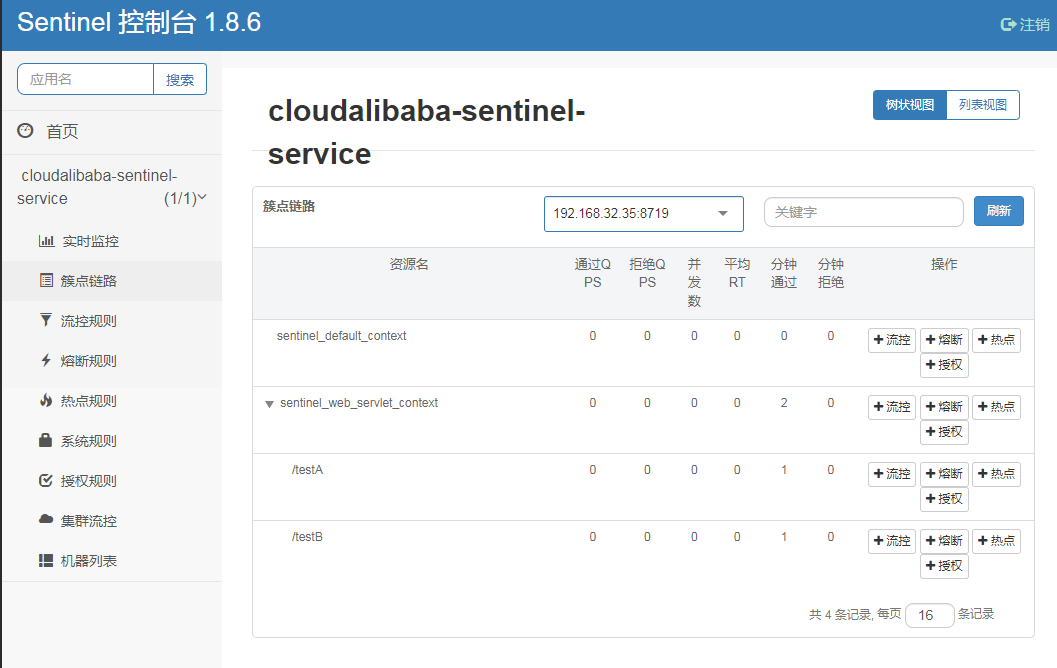 Sentinel 控制台 1.8.6
注销
应用名
搜索
首页
cloudalibaba-sentinel-
service
(1/1)
实时监控
簇点链路
流控规则
熔断规则
热点规则
系统规则
授权规则
集群流控
机器列表
cloudalibaba-sentinel-
service
树状视图
列表视图
簇点链路
192.168.32.35:8719
关键字
刷新
资源名
通过Q
PS
拒绝Q
PS
并
发
数
平均
RT
分钟
通过
分钟
拒绝
操作
sentinel_default_context 0 0 0 0 0 0 +流控 +熔断 +热点
+授权
sentinel_web_servlet_context 0 0 0 0 2 0 +流控 +熔断 +热点
+授权
/testA 0 0 0 0 1 0 +流控 +熔断 +热点
+授权
/testB 0 0 0 0 1 0 +流控 +熔断 +热点
+授权
共 4 条记录, 每页 16 条记录